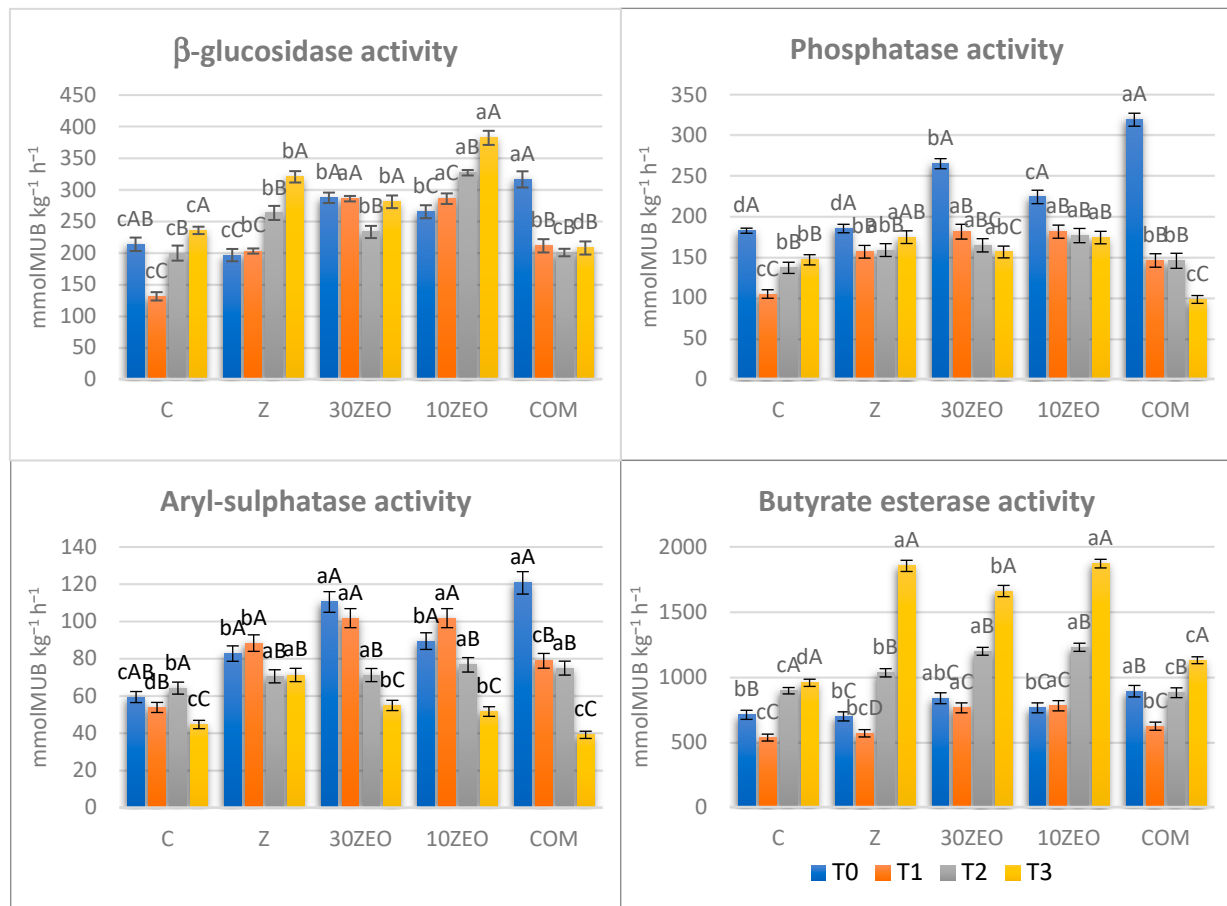 β-glucosidase activity
mmolMUB kg⁻¹ h⁻¹
450
400
350
300
250
200
150
100
50
0
cAB cC cB cA
cC bC bB bA
bA aA bB bA
bC aC aB aA
aA bB cB dB
C Z 30ZEO 10ZEO COM
Phosphatase activity
mmolMUB kg⁻¹ h⁻¹
350
300
250
200
150
100
50
0
dA cC bB bB
dA bB abB aAB
bA aB aBC abC
cA aB aB aB
aA bB bB cC
C Z 30ZEO 10ZEO COM
Aryl-sulphatase activity
mmolMUB kg⁻¹ h⁻¹
140
120
100
80
60
40
20
0
cAB dB bA cC
bA bA aB aB
aA aA aB bC
bA aA aB bC
aA cB aB cC
C Z 30ZEO 10ZEO COM
Butyrate esterase activity
mmolMUB kg⁻¹ h⁻¹
2000
1500
1000
500
0
bB cC cA dA
bC bcD bB aA
abC aC aB bA
bC aC aB aA
aB bC cB cA
C Z 30ZEO 10ZEO COM
T0 T1 T2 T3